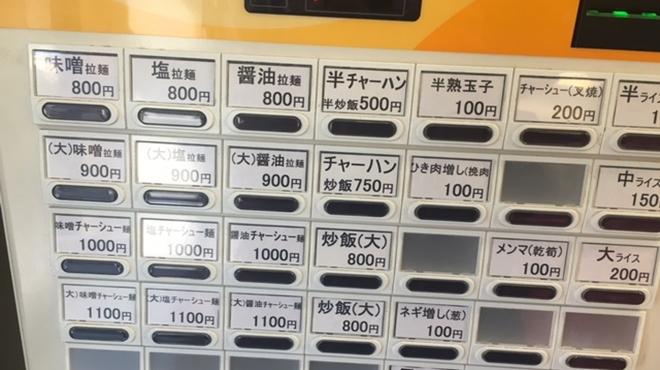 味噌拉麺
800円
塩拉麺
800円
醤油拉麺
800円
半チャーハン
半炒飯500円
半熟玉子
100円
チャーシュー(叉焼)
200円
半ライス
(大)味噌拉麺
900円
(大)塩拉麺
900円
(大)醤油拉麺
900円
チャーハン
炒飯750円
ひき肉増し(挽肉
100円
中ライス
150円
味噌チャーシュー麺
1000円
塩チャーシュー麺
1000円
醤油チャーシュー麺
1000円
炒飯(大)
800円
メンマ(乾筍)
100円
大ライス
200円
大)味噌チャーシュー麺
1100円
大)塩チャーシュー麺
1100円
大)醤油チャーシュー麺
1100円
炒飯(大)
800円
ネギ増し(葱)
100円